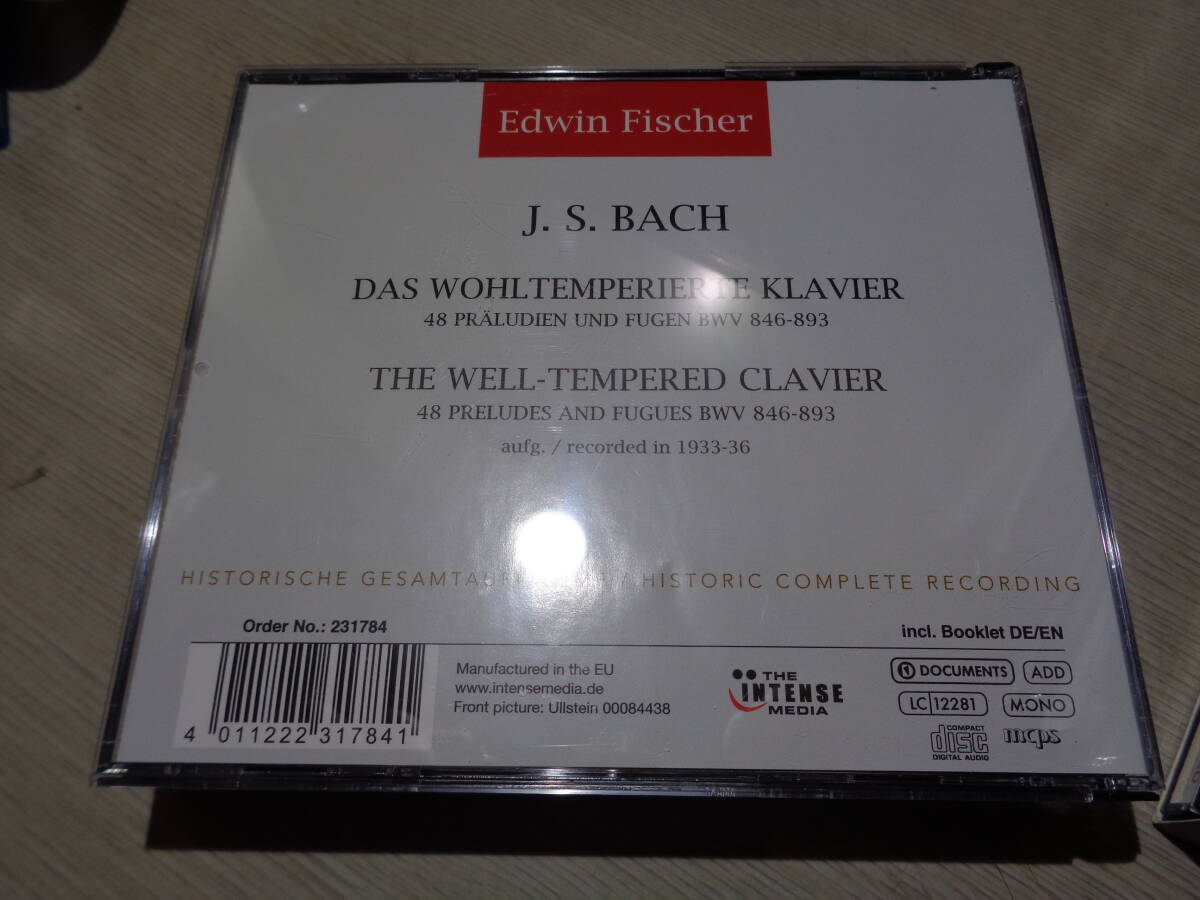 Edwin Fischer
J. S. BACH
DAS WOHLTEMPERIERTE KLAVIER
48 PRÄLUDIEN UND FUGEN BWV 846-893
THE WELL-TEMPERED CLAVIER
48 PRELUDES AND FUGUES BWV 846-893
aufg. / recorded in 1933-36
HISTORISCHE / HISTORIC COMPLETE RECORDING
Order No.: 231784
incl. Booklet DE/EN
4 011222 317841
Manufactured in the EU
www.intensemedia.de
Front picture: Ullstein 00084438
THE
INTENSE
MEDIA
1 DOCUMENTS ADD
LC 12281 MONO
COMPACT
disc
DIGITAL AUDIO
mcps